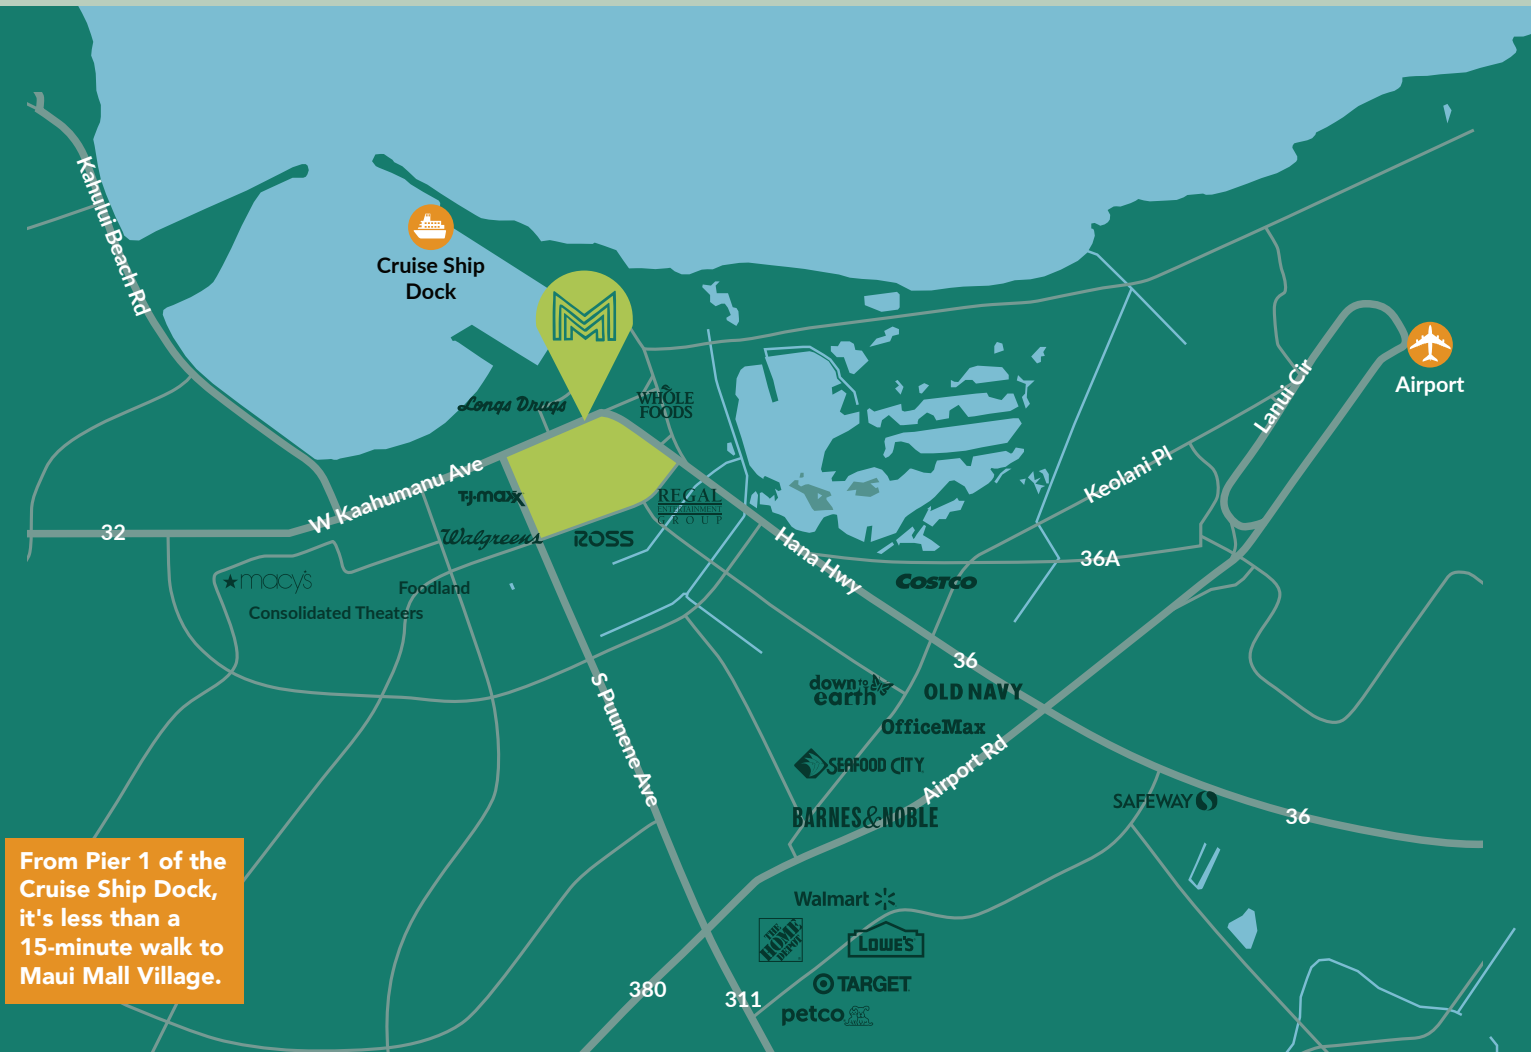 Kahului Beach Rd
Cruise Ship
Dock
M
Airport
Lanui Cir
Longs Drugs
WHOLE
FOODS
Keolani Pl
W Kaahumanu Ave
32
T·J·maxx
REGAL
ENTERTAINMENT
GROUP
Walgreens
ROSS
Hana Hwy
36A
macy's
Foodland
COSTCO
Consolidated Theaters
36
down TO
earth
OLD NAVY
OfficeMax
S Puunene Ave
SEAFOOD CITY
Airport Rd
BARNES&NOBLE
SAFEWAY
36
From Pier 1 of the
Cruise Ship Dock,
it's less than a
15-minute walk to
Maui Mall Village.
Walmart
THE
HOME
DEPOT
LOWE'S
380
311
TARGET
petco